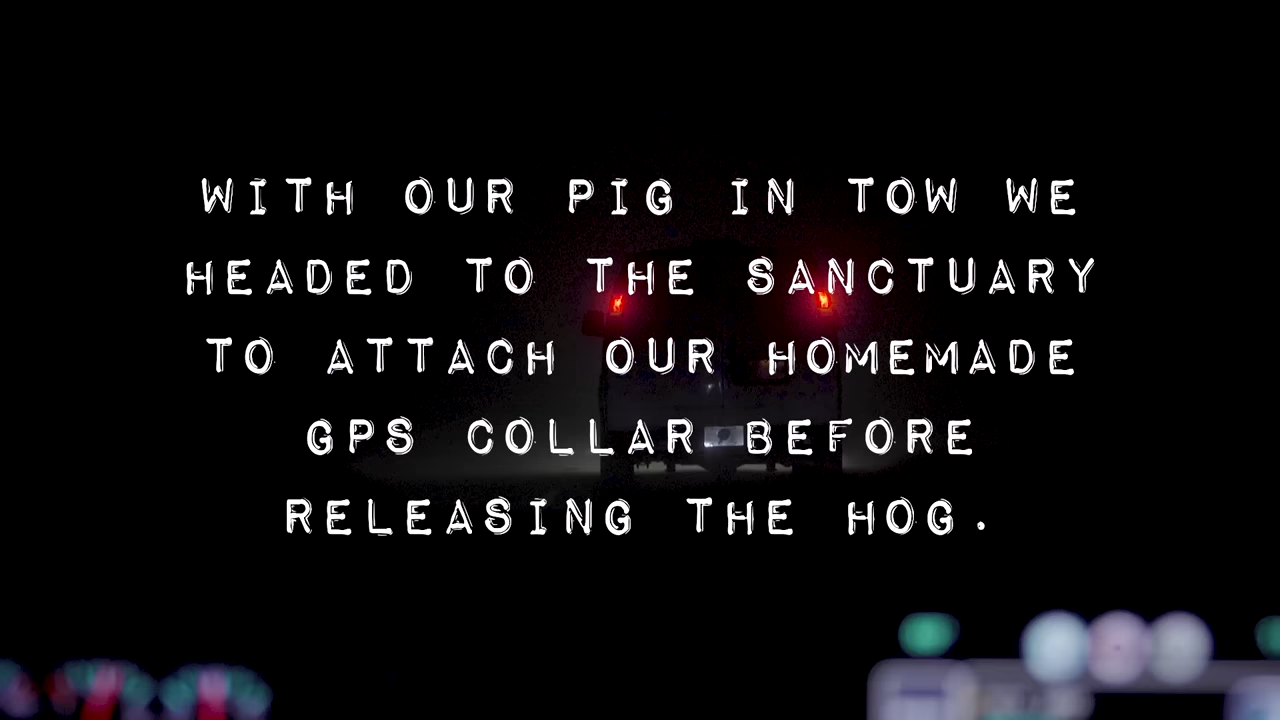 WITH OUR PIG IN TOW WE
HEADED TO THE SANCTUARY
TO ATTACH OUR HOMEMADE
GPS COLLAR BEFORE
RELEASING THE HOG.